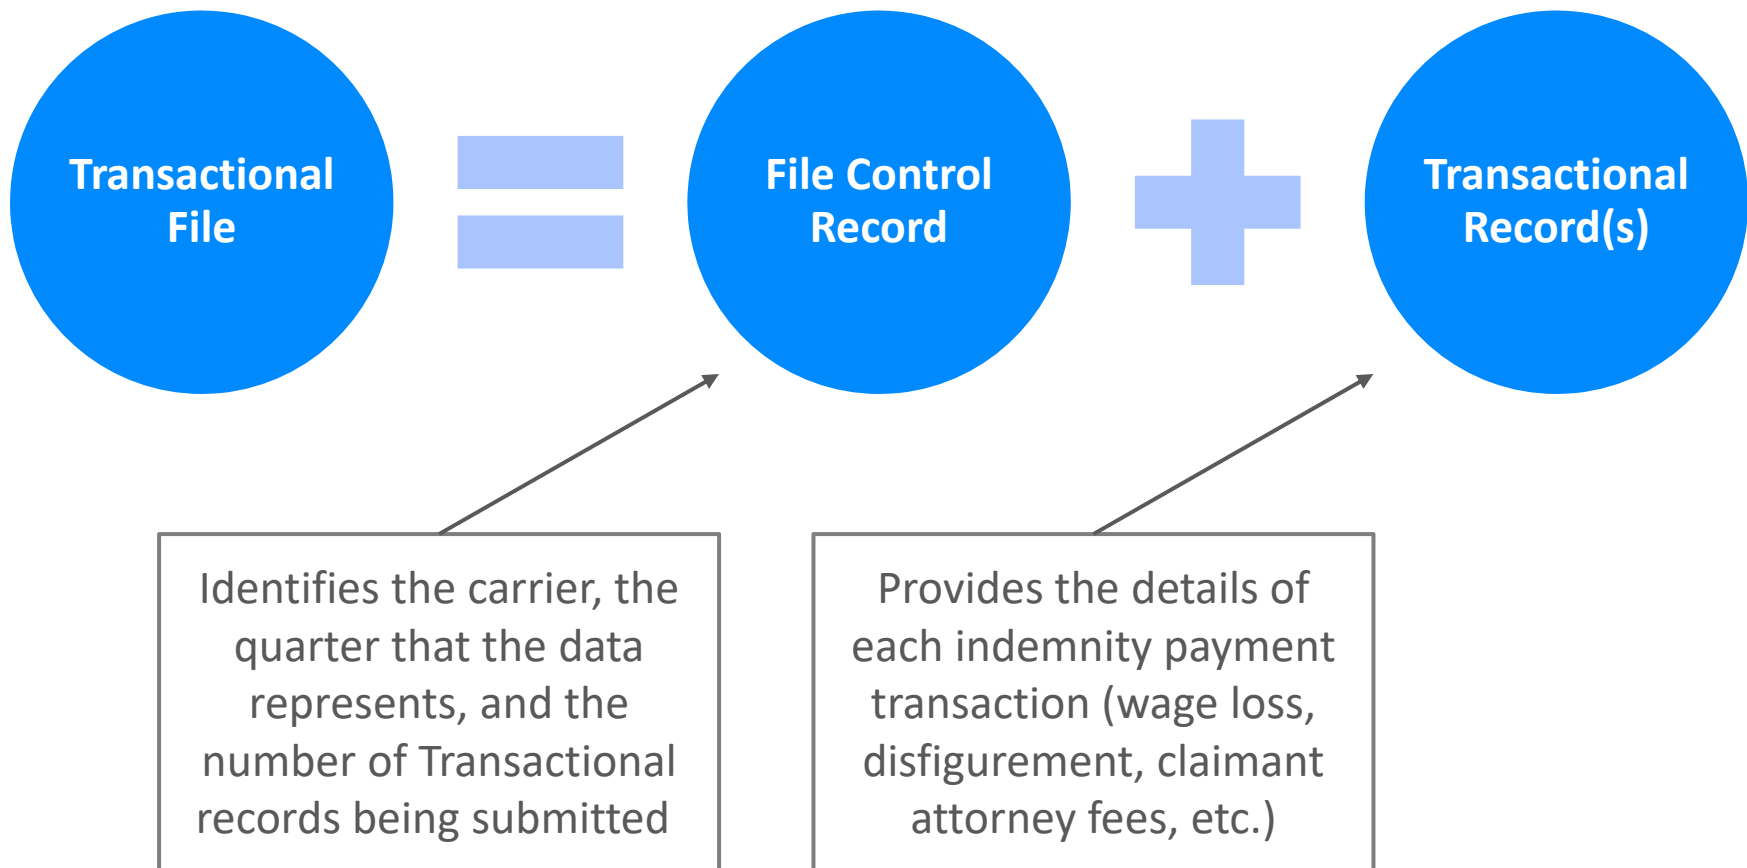 Transactional
File
File Control
Record
Transactional
Record(s)
Identifies the carrier, the
quarter that the data
represents, and the
number of Transactional
records being submitted
Provides the details of
each indemnity payment
transaction (wage loss,
disfigurement, claimant
attorney fees, etc.)